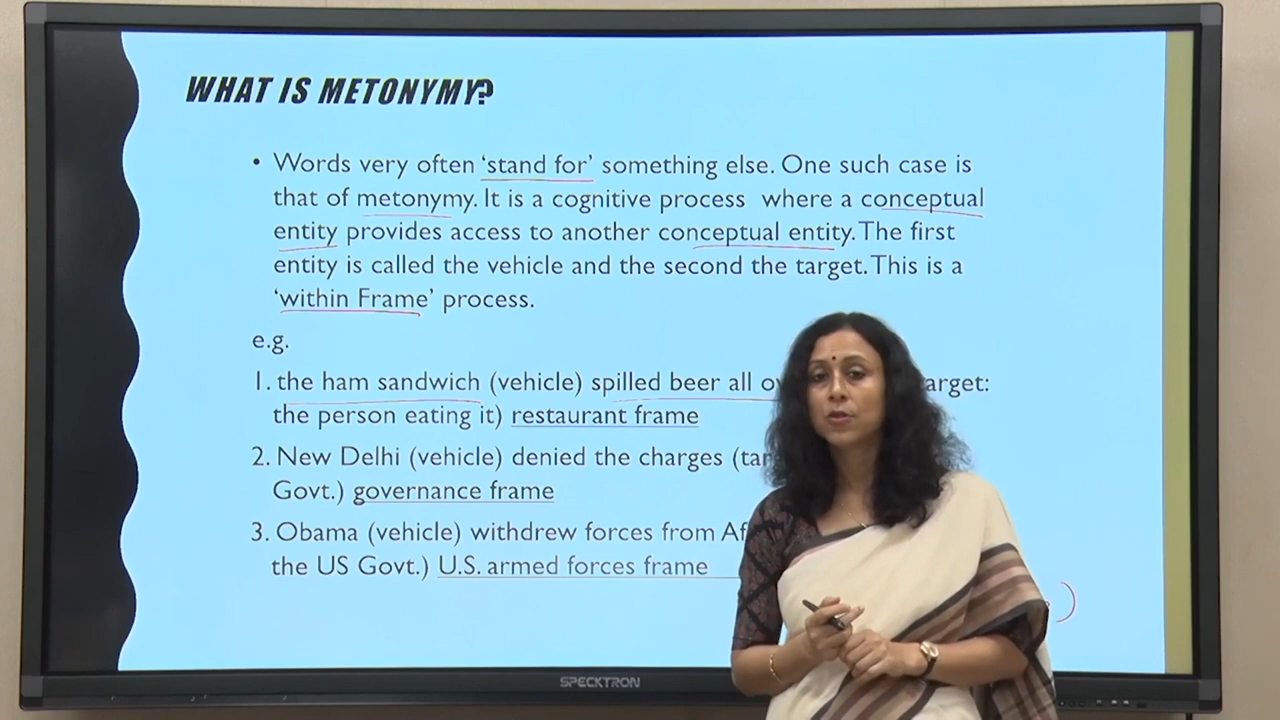 WHAT IS METONYMY?
• Words very often ‘stand for’ something else. One such case is
that of metonymy. It is a cognitive process where a conceptual
entity provides access to another conceptual entity. The first
entity is called the vehicle and the second the target. This is a
‘within Frame’ process.
e.g.
1. the ham sandwich (vehicle) spilled beer all
the person eating it) restaurant frame
2. New Delhi (vehicle) denied the charges
Govt.) governance frame
3. Obama (vehicle) withdrew forces from
the US Govt.) U.S. armed forces frame
SPECKTRON